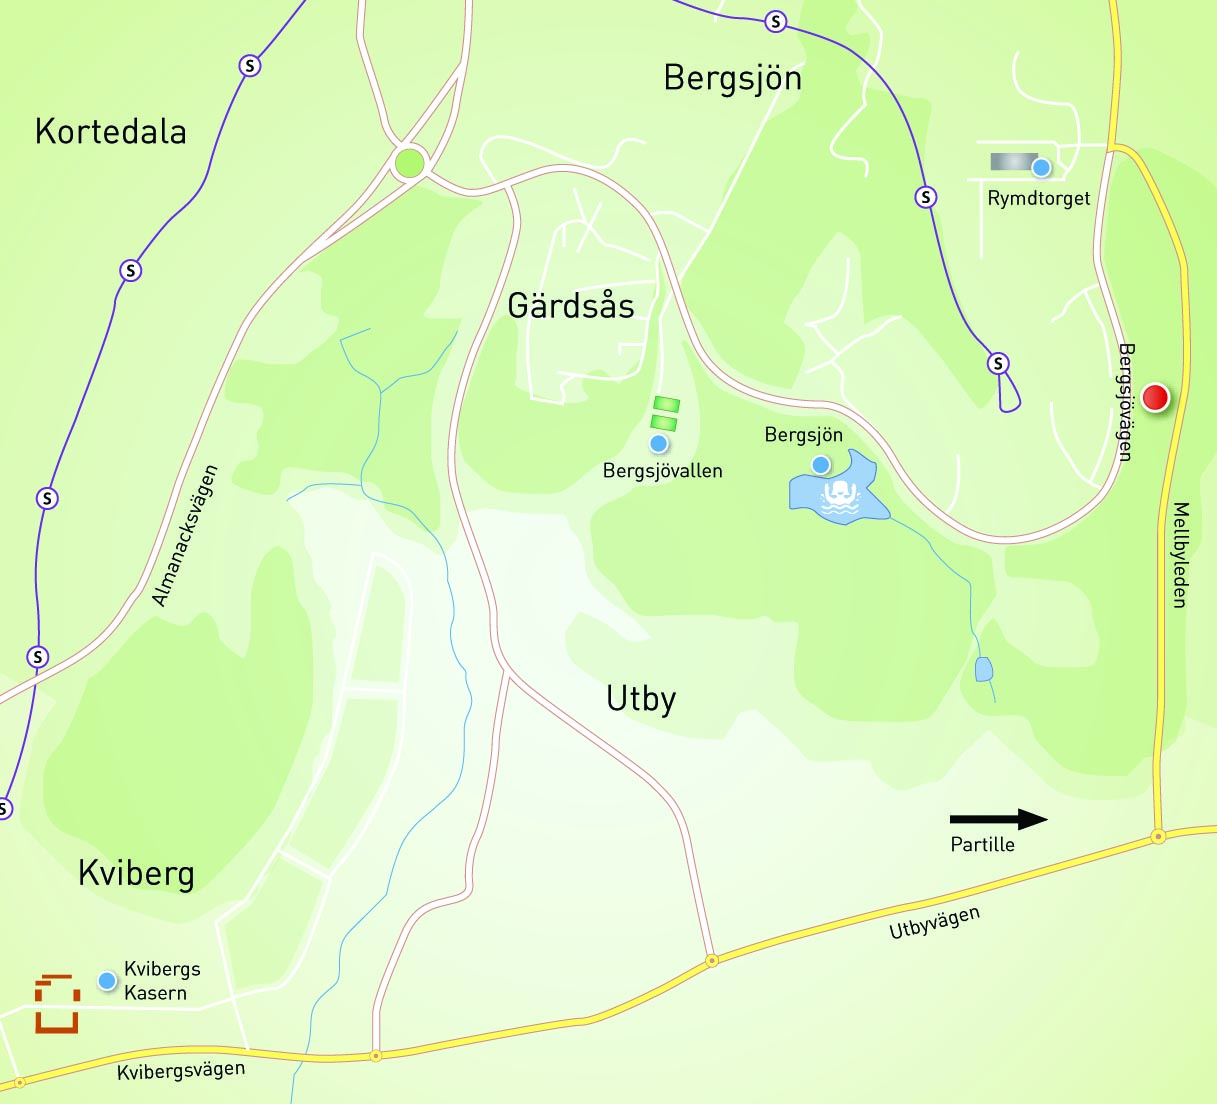 S
S
Bergsjön
Kortedala
Rymdtorget
S
S
Gärdsås
Bergsjövägen
S
Bergsjön
Bergsjövallen
S
Almanacksvägen
Mellbyleden
S
Utby
S
Partille
Kviberg
Utbyvägen
Kvibergs
Kasern
Kvibergsvägen